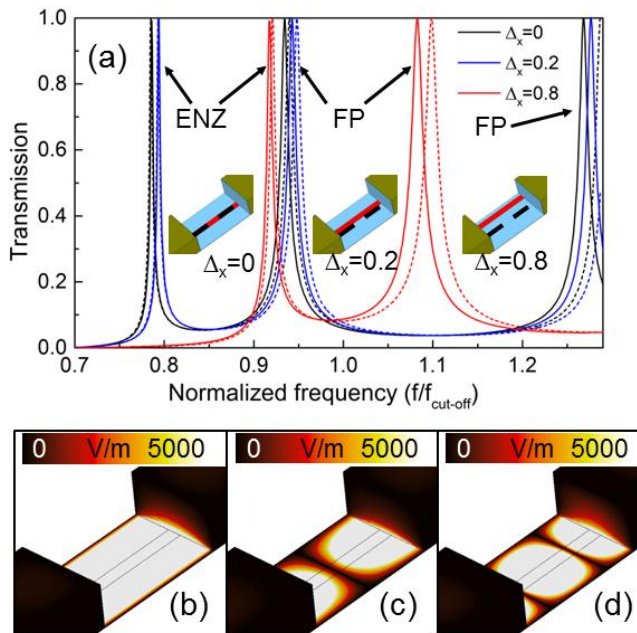 (a)
Δx=0
Δx=0.2
Δx=0.8
ENZ
FP
FP
Δx=0
Δx=0.2
Δx=0.8
Transmission
1.0
0.8
0.6
0.4
0.2
0.0
0.7 0.8 0.9 1.0 1.1 1.2
Normalized frequency (f/fcut-off)
0 V/m 5000
0 V/m 5000
0 V/m 5000
(b)
(c)
(d)